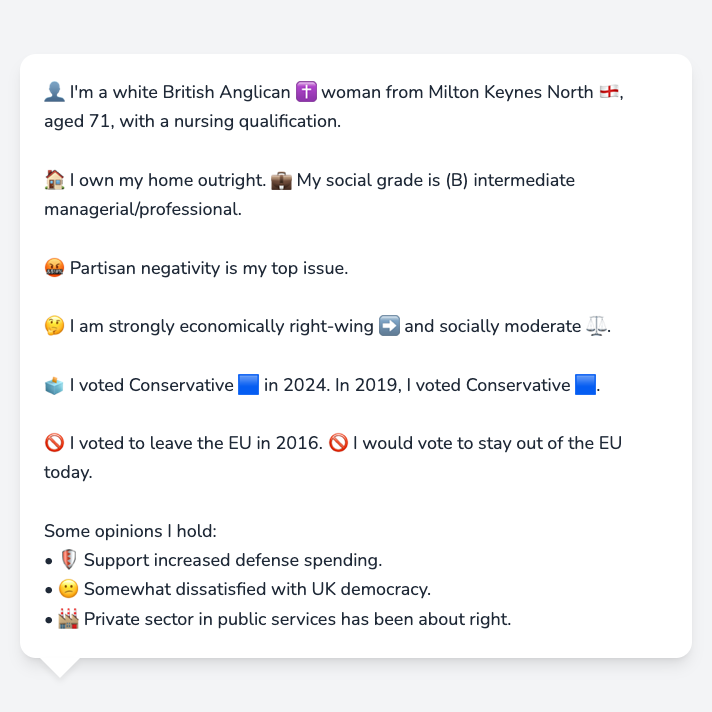 👤 I'm a white British Anglican ✝️ woman from Milton Keynes North 🏴󠁧󠁢󠁥󠁮󠁧󠁿,
aged 71, with a nursing qualification.
🏠 I own my home outright. 💼 My social grade is (B) intermediate
managerial/professional.
🤬 Partisan negativity is my top issue.
🤔 I am strongly economically right-wing ➡️ and socially moderate ⚖️.
🗳️ I voted Conservative 🟦 in 2024. In 2019, I voted Conservative 🟦.
🚫 I voted to leave the EU in 2016. 🚫 I would vote to stay out of the EU
today.
Some opinions I hold:
• 🛡️ Support increased defense spending.
• 😕 Somewhat dissatisfied with UK democracy.
• 🏭 Private sector in public services has been about right.